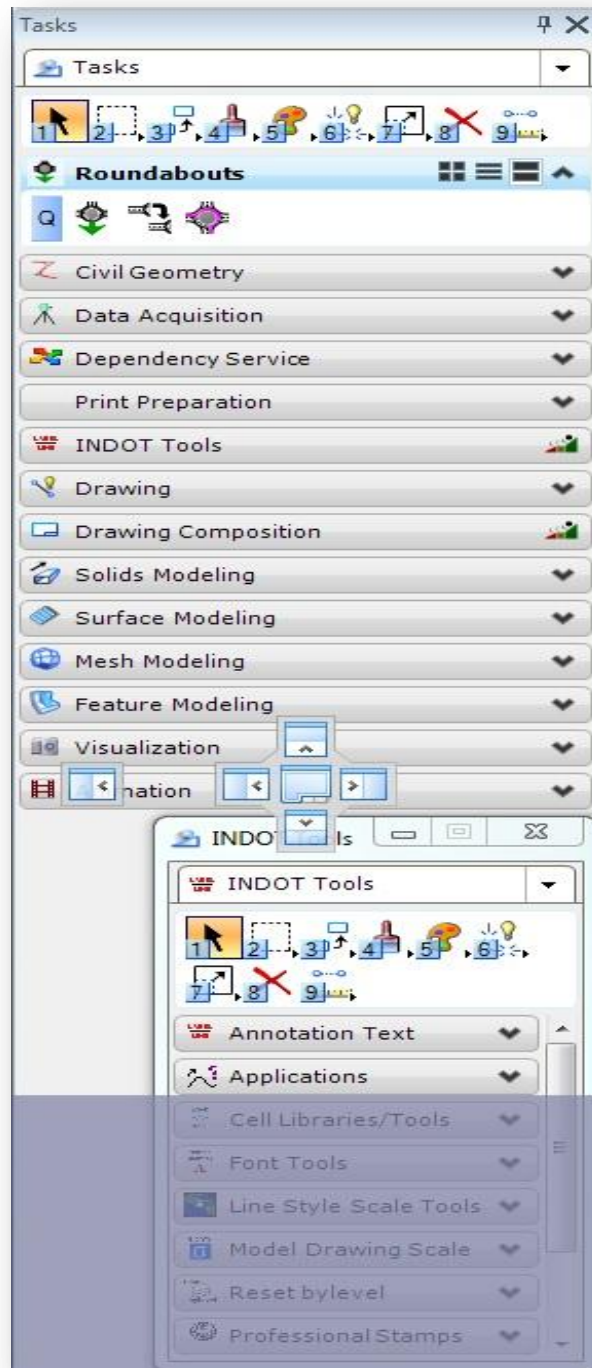 Tasks
Tasks
1 2 3 4 5 6 7 8 9
Roundabouts
Q
Civil Geometry
Data Acquisition
Dependency Service
Print Preparation
INDOT Tools
Drawing
Drawing Composition
Solids Modeling
Surface Modeling
Mesh Modeling
Feature Modeling
Visualization
mation
INDO ls
INDOT Tools
1 2 3 4 5 6
7 8 9
Annotation Text
Applications
Cell Libraries/Tools
Font Tools
Line Style Scale Tools
Model Drawing Scale
Reset bylevel
Professional Stamps